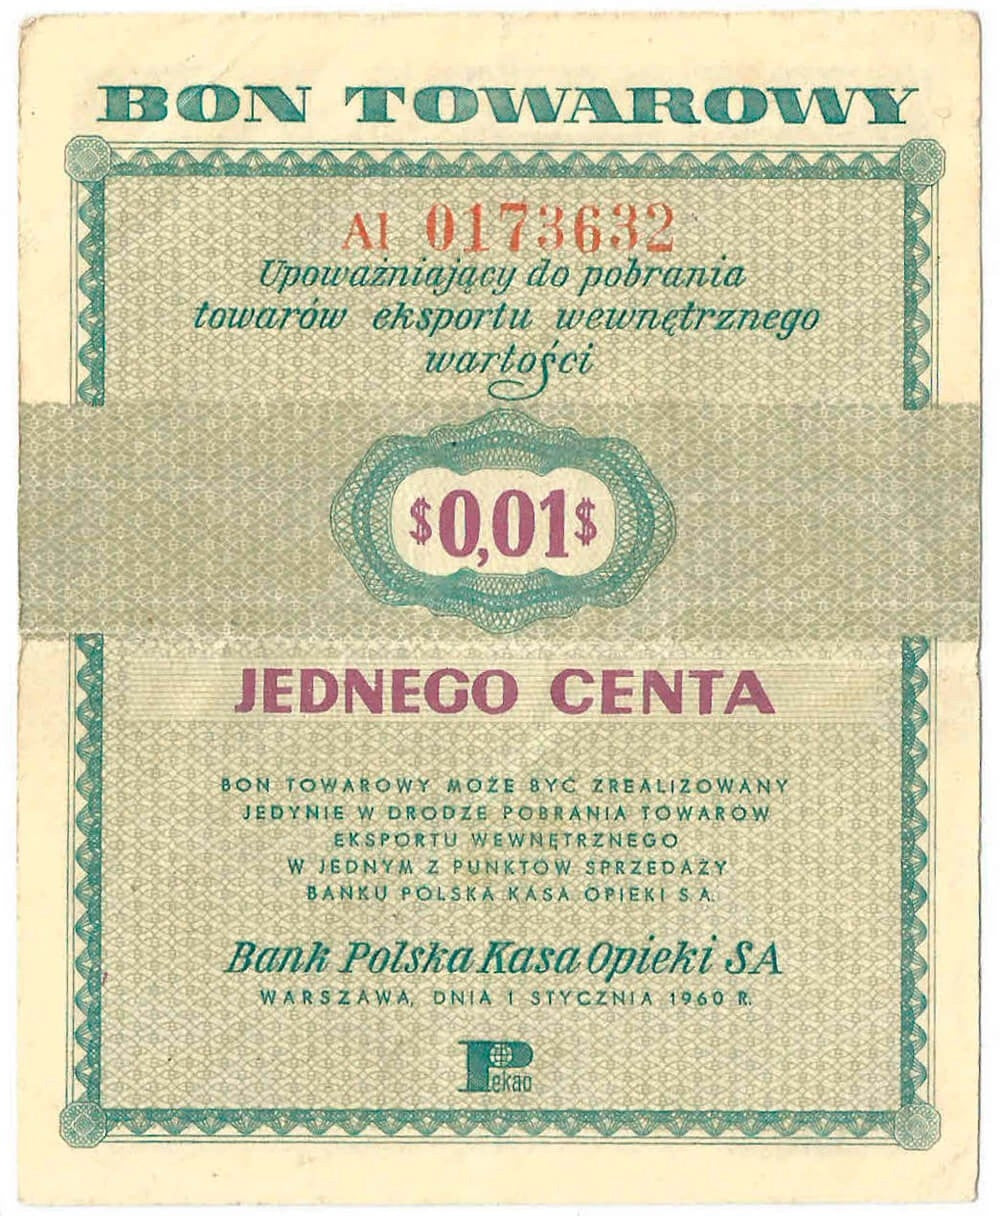 BON TOWAROWY
Al 0173632
Upoważniający do pobrania
towarów eksportu wewnętrznego
wartości
$0,01$
JEDNEGO CENTA
BON TOWAROWY MOŻE BYĆ ZREALIZOWANY
JEDYNIE W DRODZE POBRANIA TOWARÓW
EKSPORTU WEWNĘTRZNEGO
W JEDNYM Z PUNKTÓW SPRZEDAŻY
BANKU POLSKA KASA OPIEKI S.A.
Bank Polska Kasa Opieki SA
WARSZAWA, DNIA 1 STYCZNIA 1960 R.
Pekao